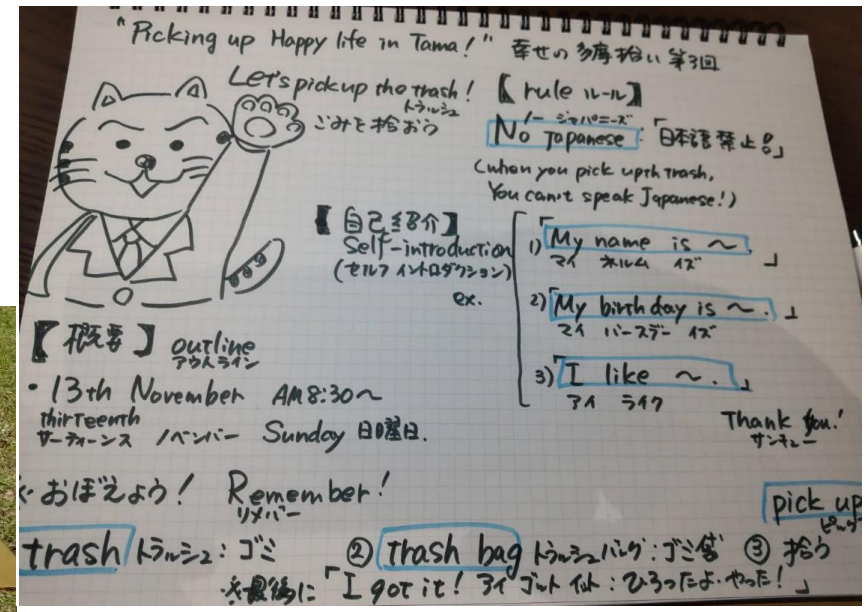 "Picking up Happy life in Tama!" 幸せの多摩拾い 第3回
Let's pick up the trash!
トラッシュ
ごみを拾おう
【rule ルール】
ノー ジャパニーズ
No Japanese:「日本語禁止!」
(when you pick up th trash,
You can't speak Japanese!)
【自己紹介】
Self-introduction
(セルフ イントロダクション)
ex.
1)「My name is ~.」
マイ ネルム イズ
2)「My birthday is ~.」
マイ バースデー イズ
3)「I like ~.」
アイ ライク
Thank you!
サンキュー
【概要】outline
アウトライン
・13th November AM8:30~
thirteenth
サーティーンス ノベンバー Sunday 日曜日.
おぼえよう! Remember!
リメバー
trash トラッシュ:ゴミ ② trash bag トラッシュバッグ:ゴミ袋 ③ pick up 拾う
※最後に「I got it! アイ ゴット イット:ひろったよ・やった!」